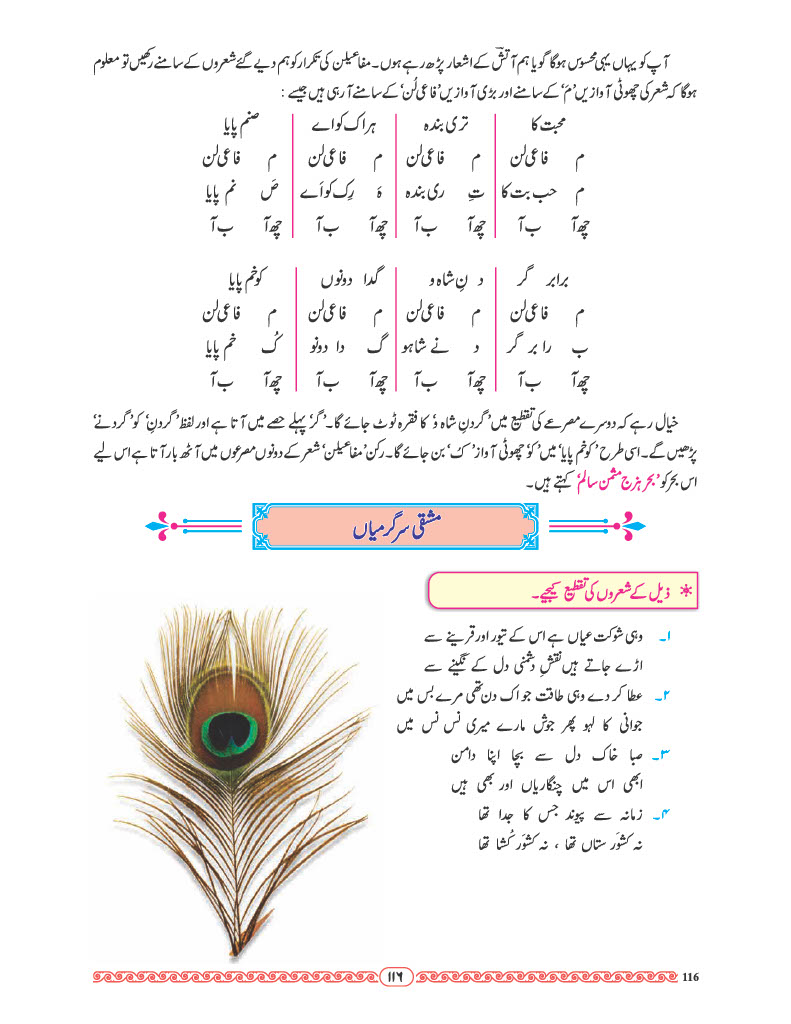 آپ کو یہاں یہی محسوس ہوگا گویا ہم آتشؔ کے اشعار پڑھ رہے ہوں۔ مفاعیلن کی تکرار کو ہم دیے گئے شعروں کے سامنے رکھیں تو معلوم
ہوگا کہ شعر کی چھوٹی آوازیں ’مَ‘ کے سامنے اور بڑی آوازیں ’فاعی لُن‘ کے سامنے آ رہی ہیں جیسے :
محبت کا تری بندہ ہراک کو اے صنم پایا
م فاعی لن م فاعی لن م فاعی لن م فاعی لن
م حب بت کا تِ ری بندہ ہَ رِک کو اَے صَ نم پایا
چھ آ ب آ چھ آ ب آ چھ آ ب آ چھ آ ب آ
برابر گر د نِ شاہ و گدا دونوں کو خم پایا
م فاعی لن م فاعی لن م فاعی لن م فاعی لن
ب را بر گر د نے شاہو گ دا دونو کُ خم پایا
چھ آ ب آ چھ آ ب آ چھ آ ب آ چھ آ ب آ
خیال رہے کہ دوسرے مصرعے کی تقطیع میں ’گردنِ شاہ و‘ کا فقرہ ٹوٹ جائے گا۔ ’گر‘ پہلے حصے میں آتا ہے اور لفظ ’گردنِ‘ کو ’گردنے‘
پڑھیں گے۔ اسی طرح ’کو خم پایا‘ میں ’کو‘ چھوٹی آواز ’کُ‘ بن جائے گا۔ رکن ’مفاعیلن‘ شعر کے دونوں مصرعوں میں آٹھ بار آتا ہے اس لیے
اس بحر کو ’بحر ہزج مثمن سالم‘ کہتے ہیں۔
مشقی سرگرمیاں
* ذیل کے شعروں کی تقطیع کیجیے۔
۱۔ وہی شوکت عیاں ہے اس کے تیور اور قرینے سے
اڑے جاتے ہیں نقشِ دشمنی دل کے نگینے سے
۲۔ عطا کر دے وہی طاقت جو اک دن تھی مرے بس میں
جوانی کا لہو پھر جوش مارے میری نس نس میں
۳۔ صبا خاک دل سے بچا اپنا دامن
ابھی اس میں چنگاریاں اور بھی ہیں
۴۔ زمانہ سے پیوند جس کا جدا تھا
نہ کشوَر ستاں تھا ، نہ کشوَر کُشا تھا
۱۱۶ 116